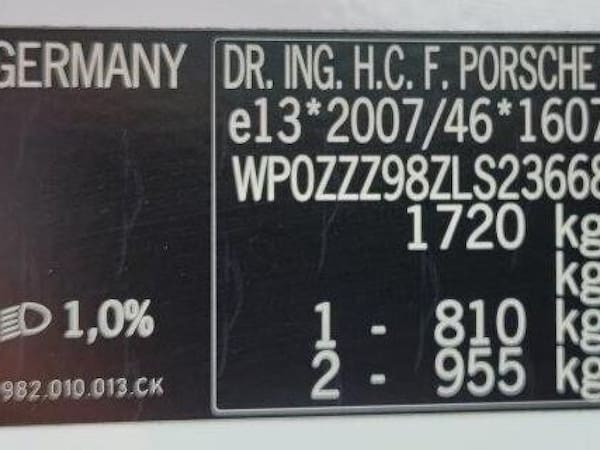 GERMANY
DR. ING. H.C. F. PORSCHE
e13*2007/46*1607
WP0ZZZ98ZLS23668
1720 kg
kg
1 - 810 kg
2 - 955 kg
1,0%
982.010.013.CK